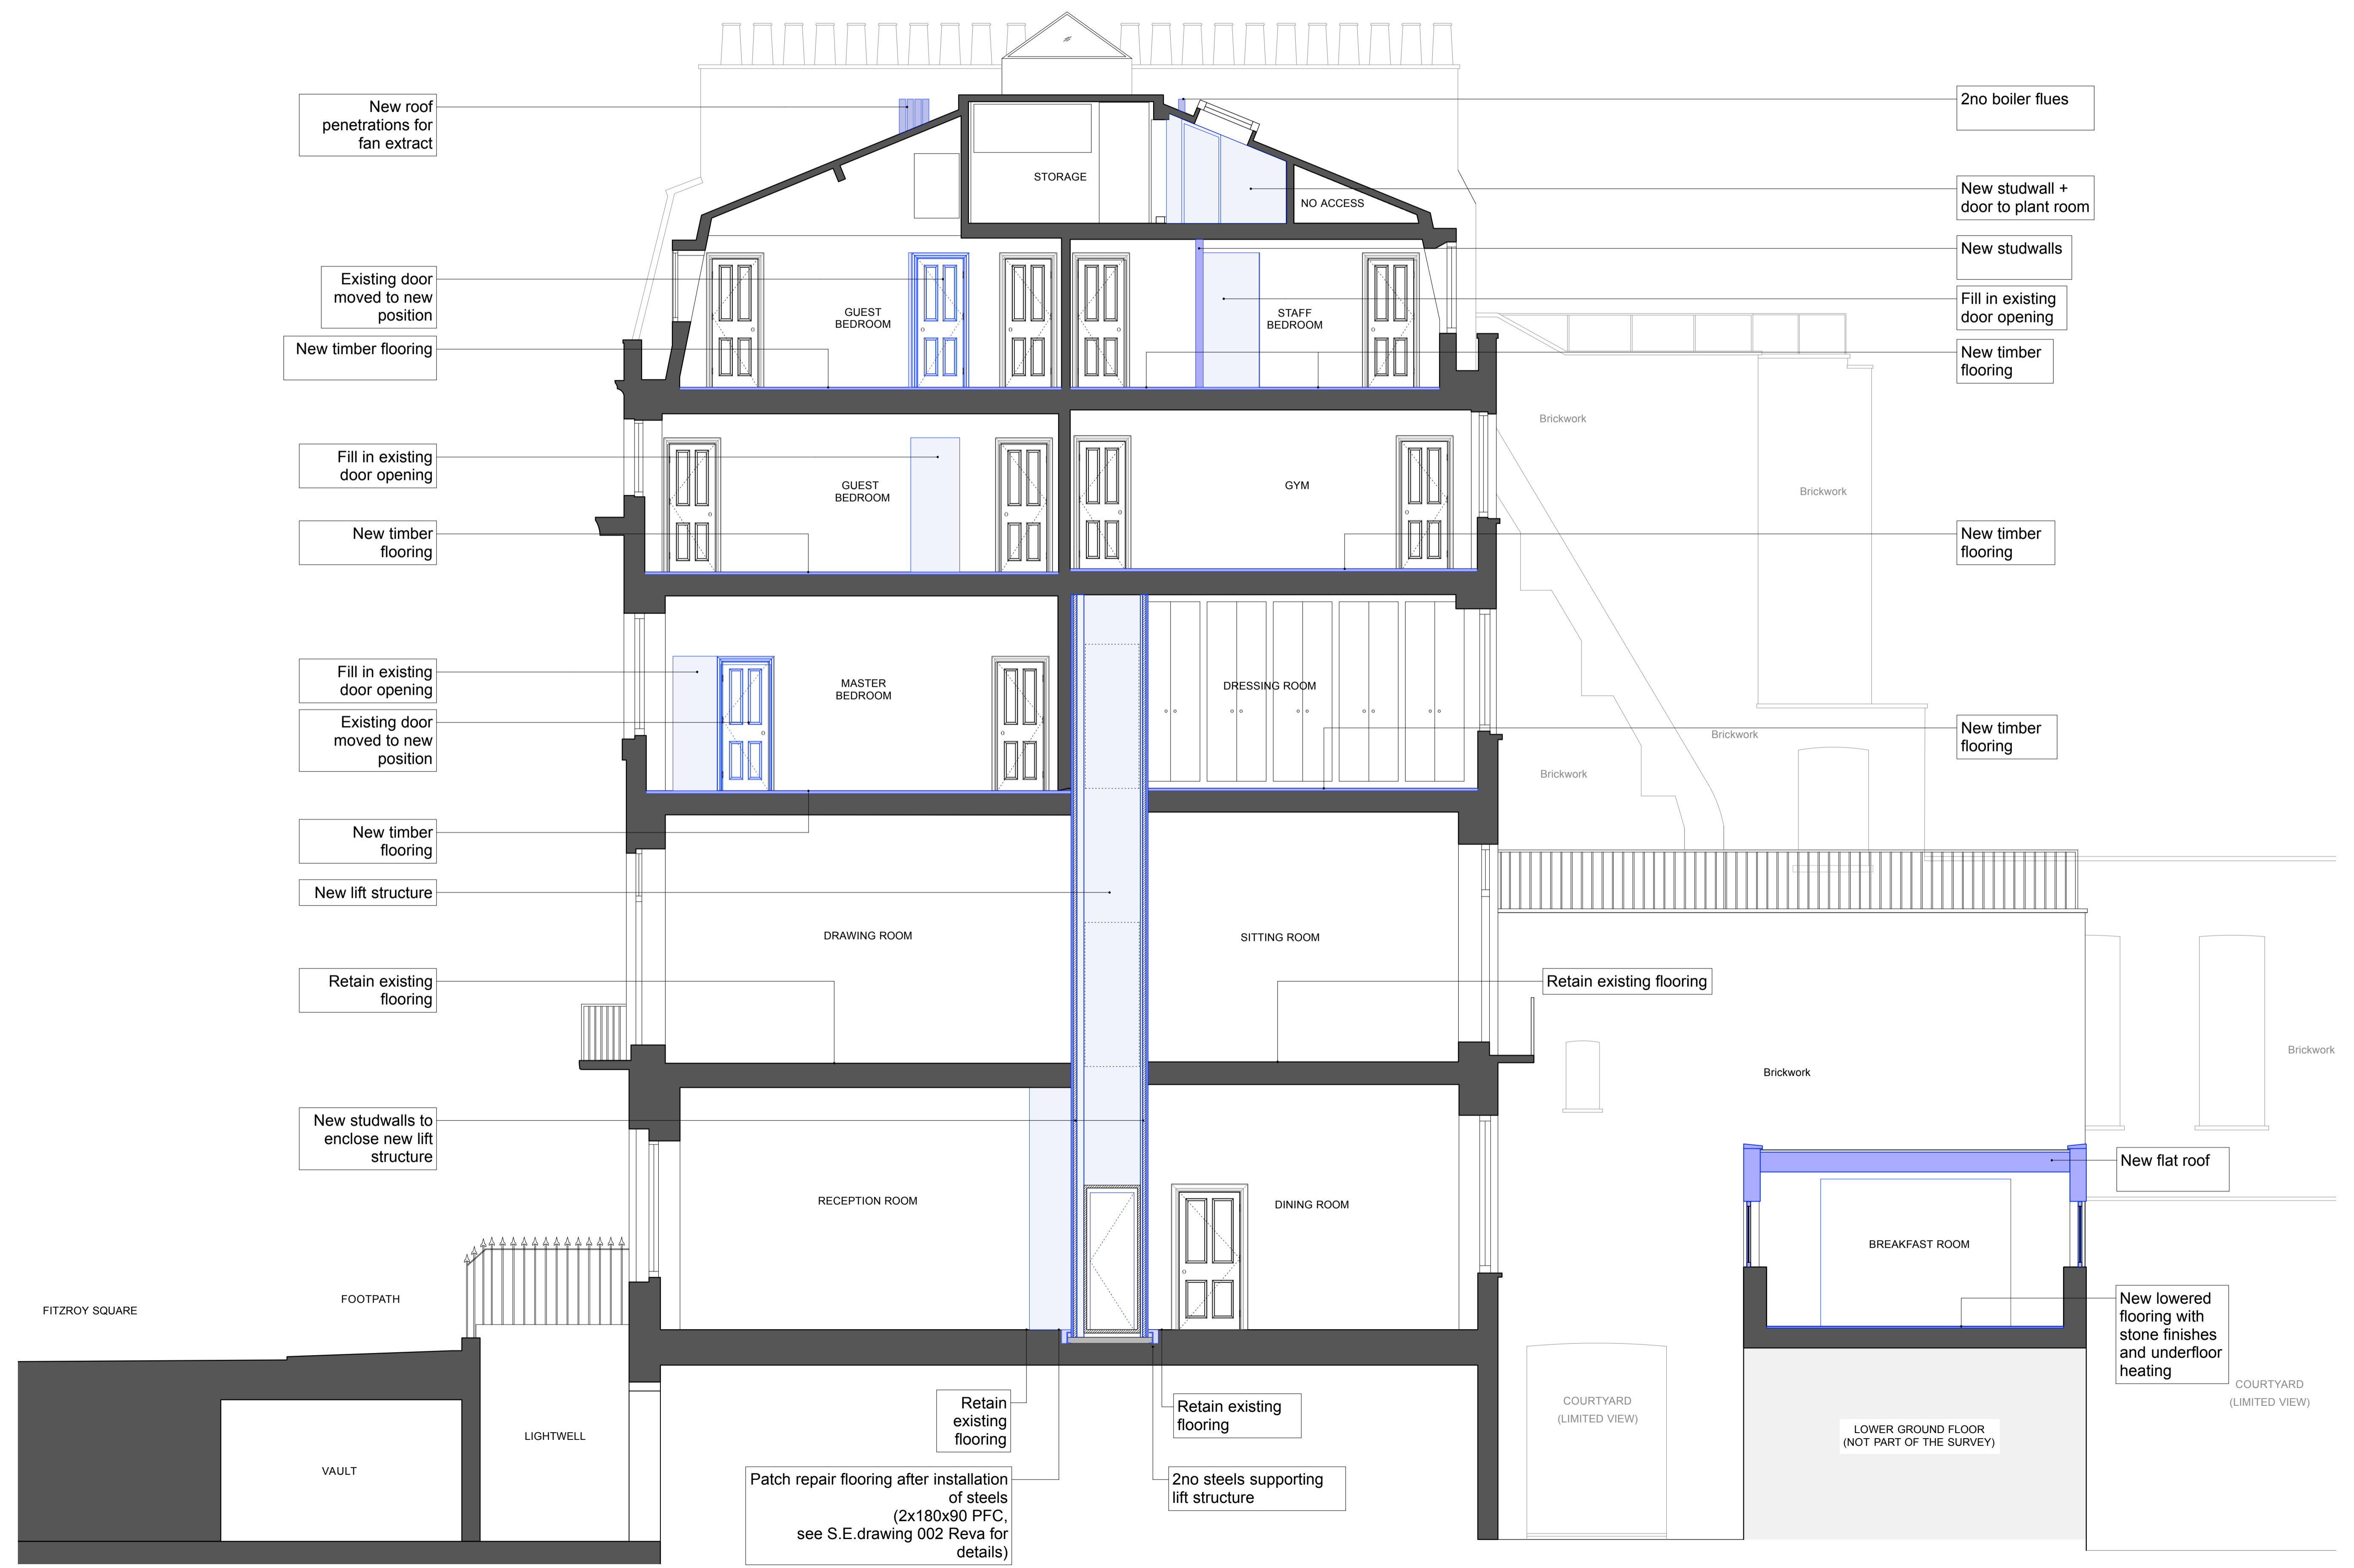 New roof
penetrations for
fan extract
Existing door
moved to new
position
New timber flooring
Fill in existing
door opening
New timber
flooring
Fill in existing
door opening
Existing door
moved to new
position
New timber
flooring
New lift structure
Retain existing
flooring
New studwalls to
enclose new lift
structure
STORAGE
NO ACCESS
GUEST
BEDROOM
STAFF
BEDROOM
GUEST
BEDROOM
GYM
MASTER
BEDROOM
DRESSING ROOM
DRAWING ROOM
SITTING ROOM
RECEPTION ROOM
DINING ROOM
2no boiler flues
New studwall +
door to plant room
New studwalls
Fill in existing
door opening
New timber
flooring
Brickwork
Brickwork
New timber
flooring
Brickwork
New timber
flooring
Brickwork
Retain existing flooring
Brickwork
Brickwork
New flat roof
BREAKFAST ROOM
New lowered
flooring with
stone finishes
and underfloor
heating
COURTYARD
(LIMITED VIEW)
COURTYARD
(LIMITED VIEW)
LOWER GROUND FLOOR
(NOT PART OF THE SURVEY)
FITZROY SQUARE
FOOTPATH
LIGHTWELL
VAULT
Retain
existing
flooring
Retain existing
flooring
Patch repair flooring after installation
of steels
(2x180x90 PFC,
see S.E.drawing 002 Reva for
details)
2no steels supporting
lift structure